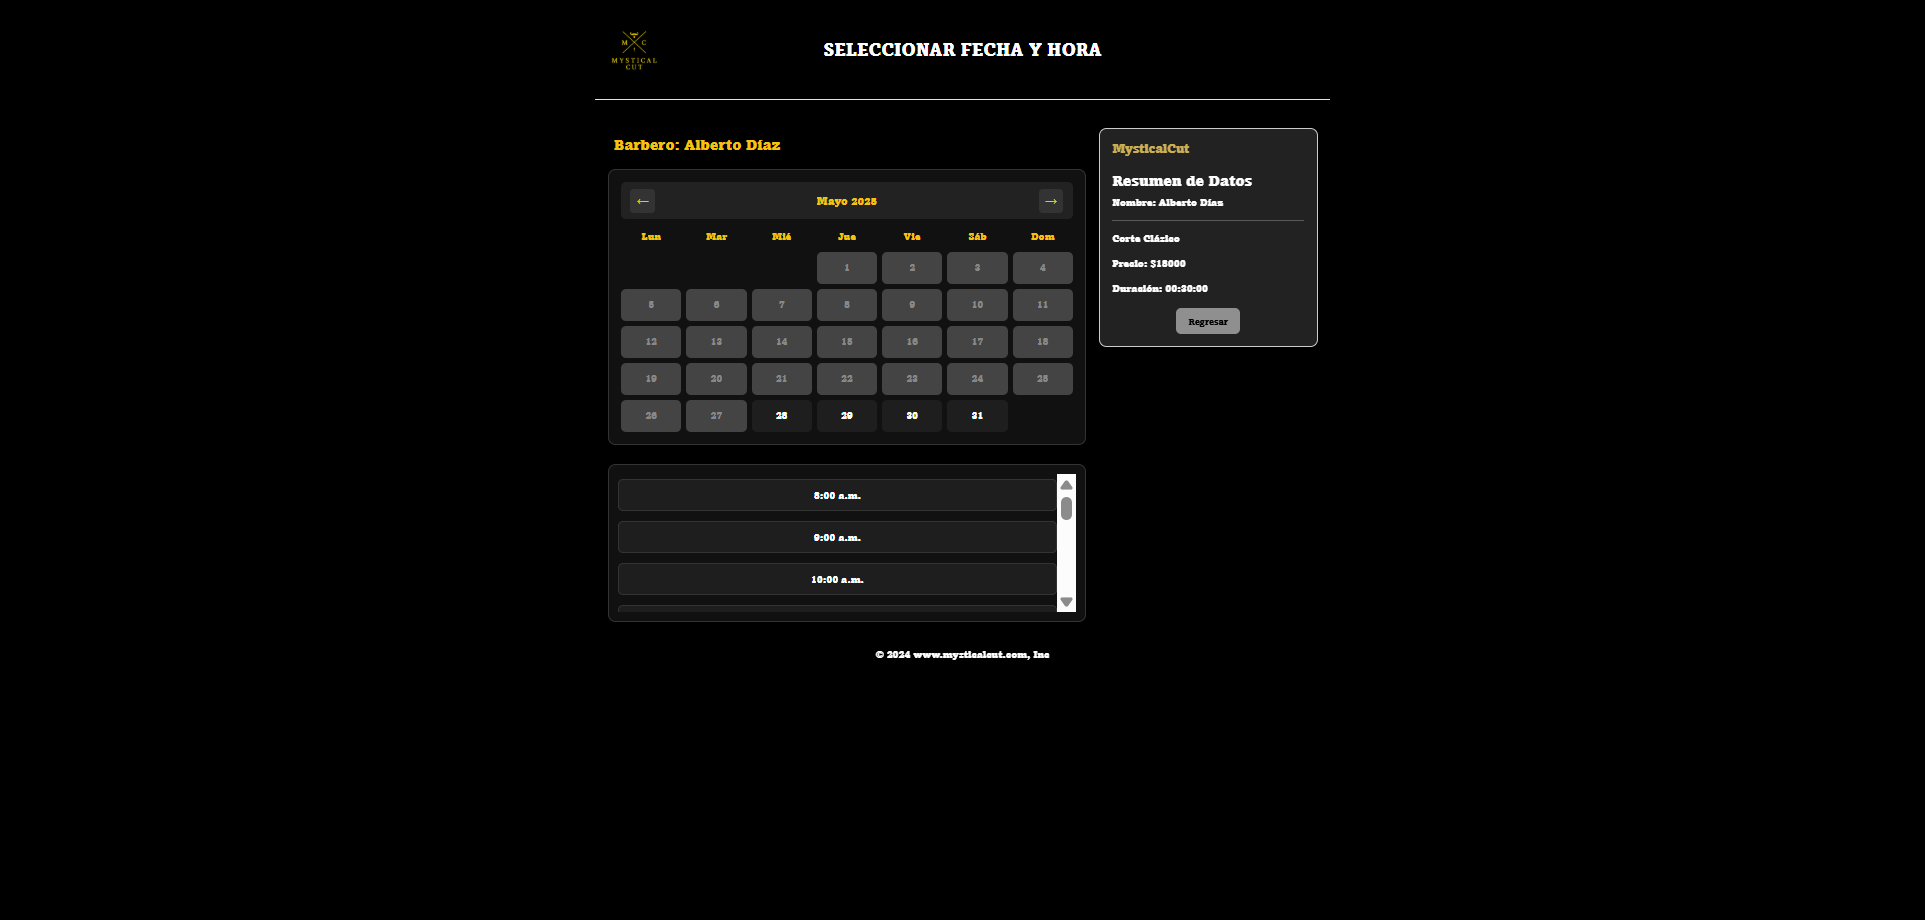 M C
MYSTICAL
CUT
SELECCIONAR FECHA Y HORA
Barbero: Alberto Díaz
← Mayo 2025 →
Lun Mar Mié Jue Vie Sáb Dom
1 2 3 4
5 6 7 8 9 10 11
12 13 14 15 16 17 18
19 20 21 22 23 24 25
26 27 28 29 30 31
8:00 a.m.
9:00 a.m.
10:00 a.m.
MysticalCut
Resumen de Datos
Nombre: Alberto Díaz
Corte Clázico
Precio: $18000
Duración: 00:30:00
Regresar
© 2024 www.myzticalcut.com, Inc